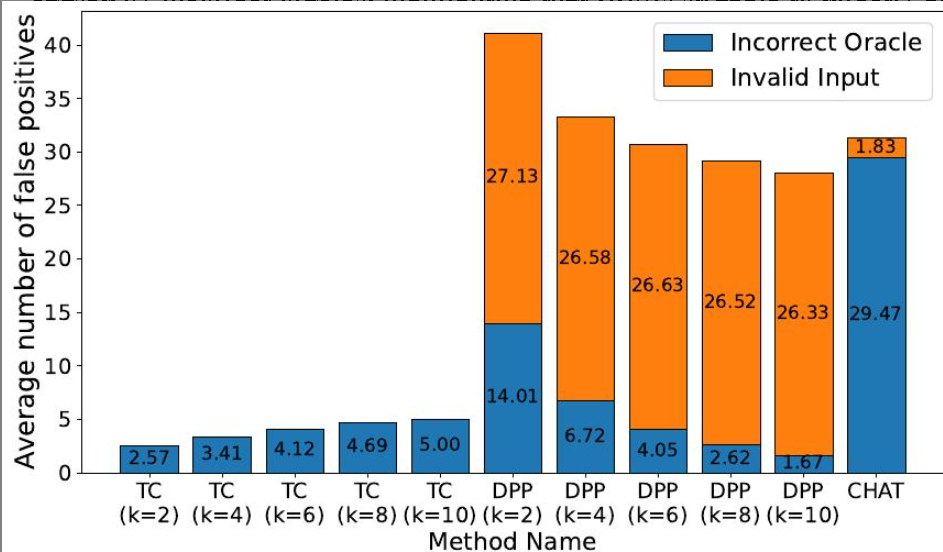 Average number of false positives
40
35
30
25
20
15
10
5
0
Incorrect Oracle
Invalid Input
2.57
3.41
4.12
4.69
5.00
27.13
14.01
26.58
6.72
26.63
4.05
26.52
2.62
26.33
1.67
1.83
29.47
TC (k=2)
TC (k=4)
TC (k=6)
TC (k=8)
TC (k=10)
DPP (k=2)
DPP (k=4)
DPP (k=6)
DPP (k=8)
DPP (k=10)
CHAT
Method Name